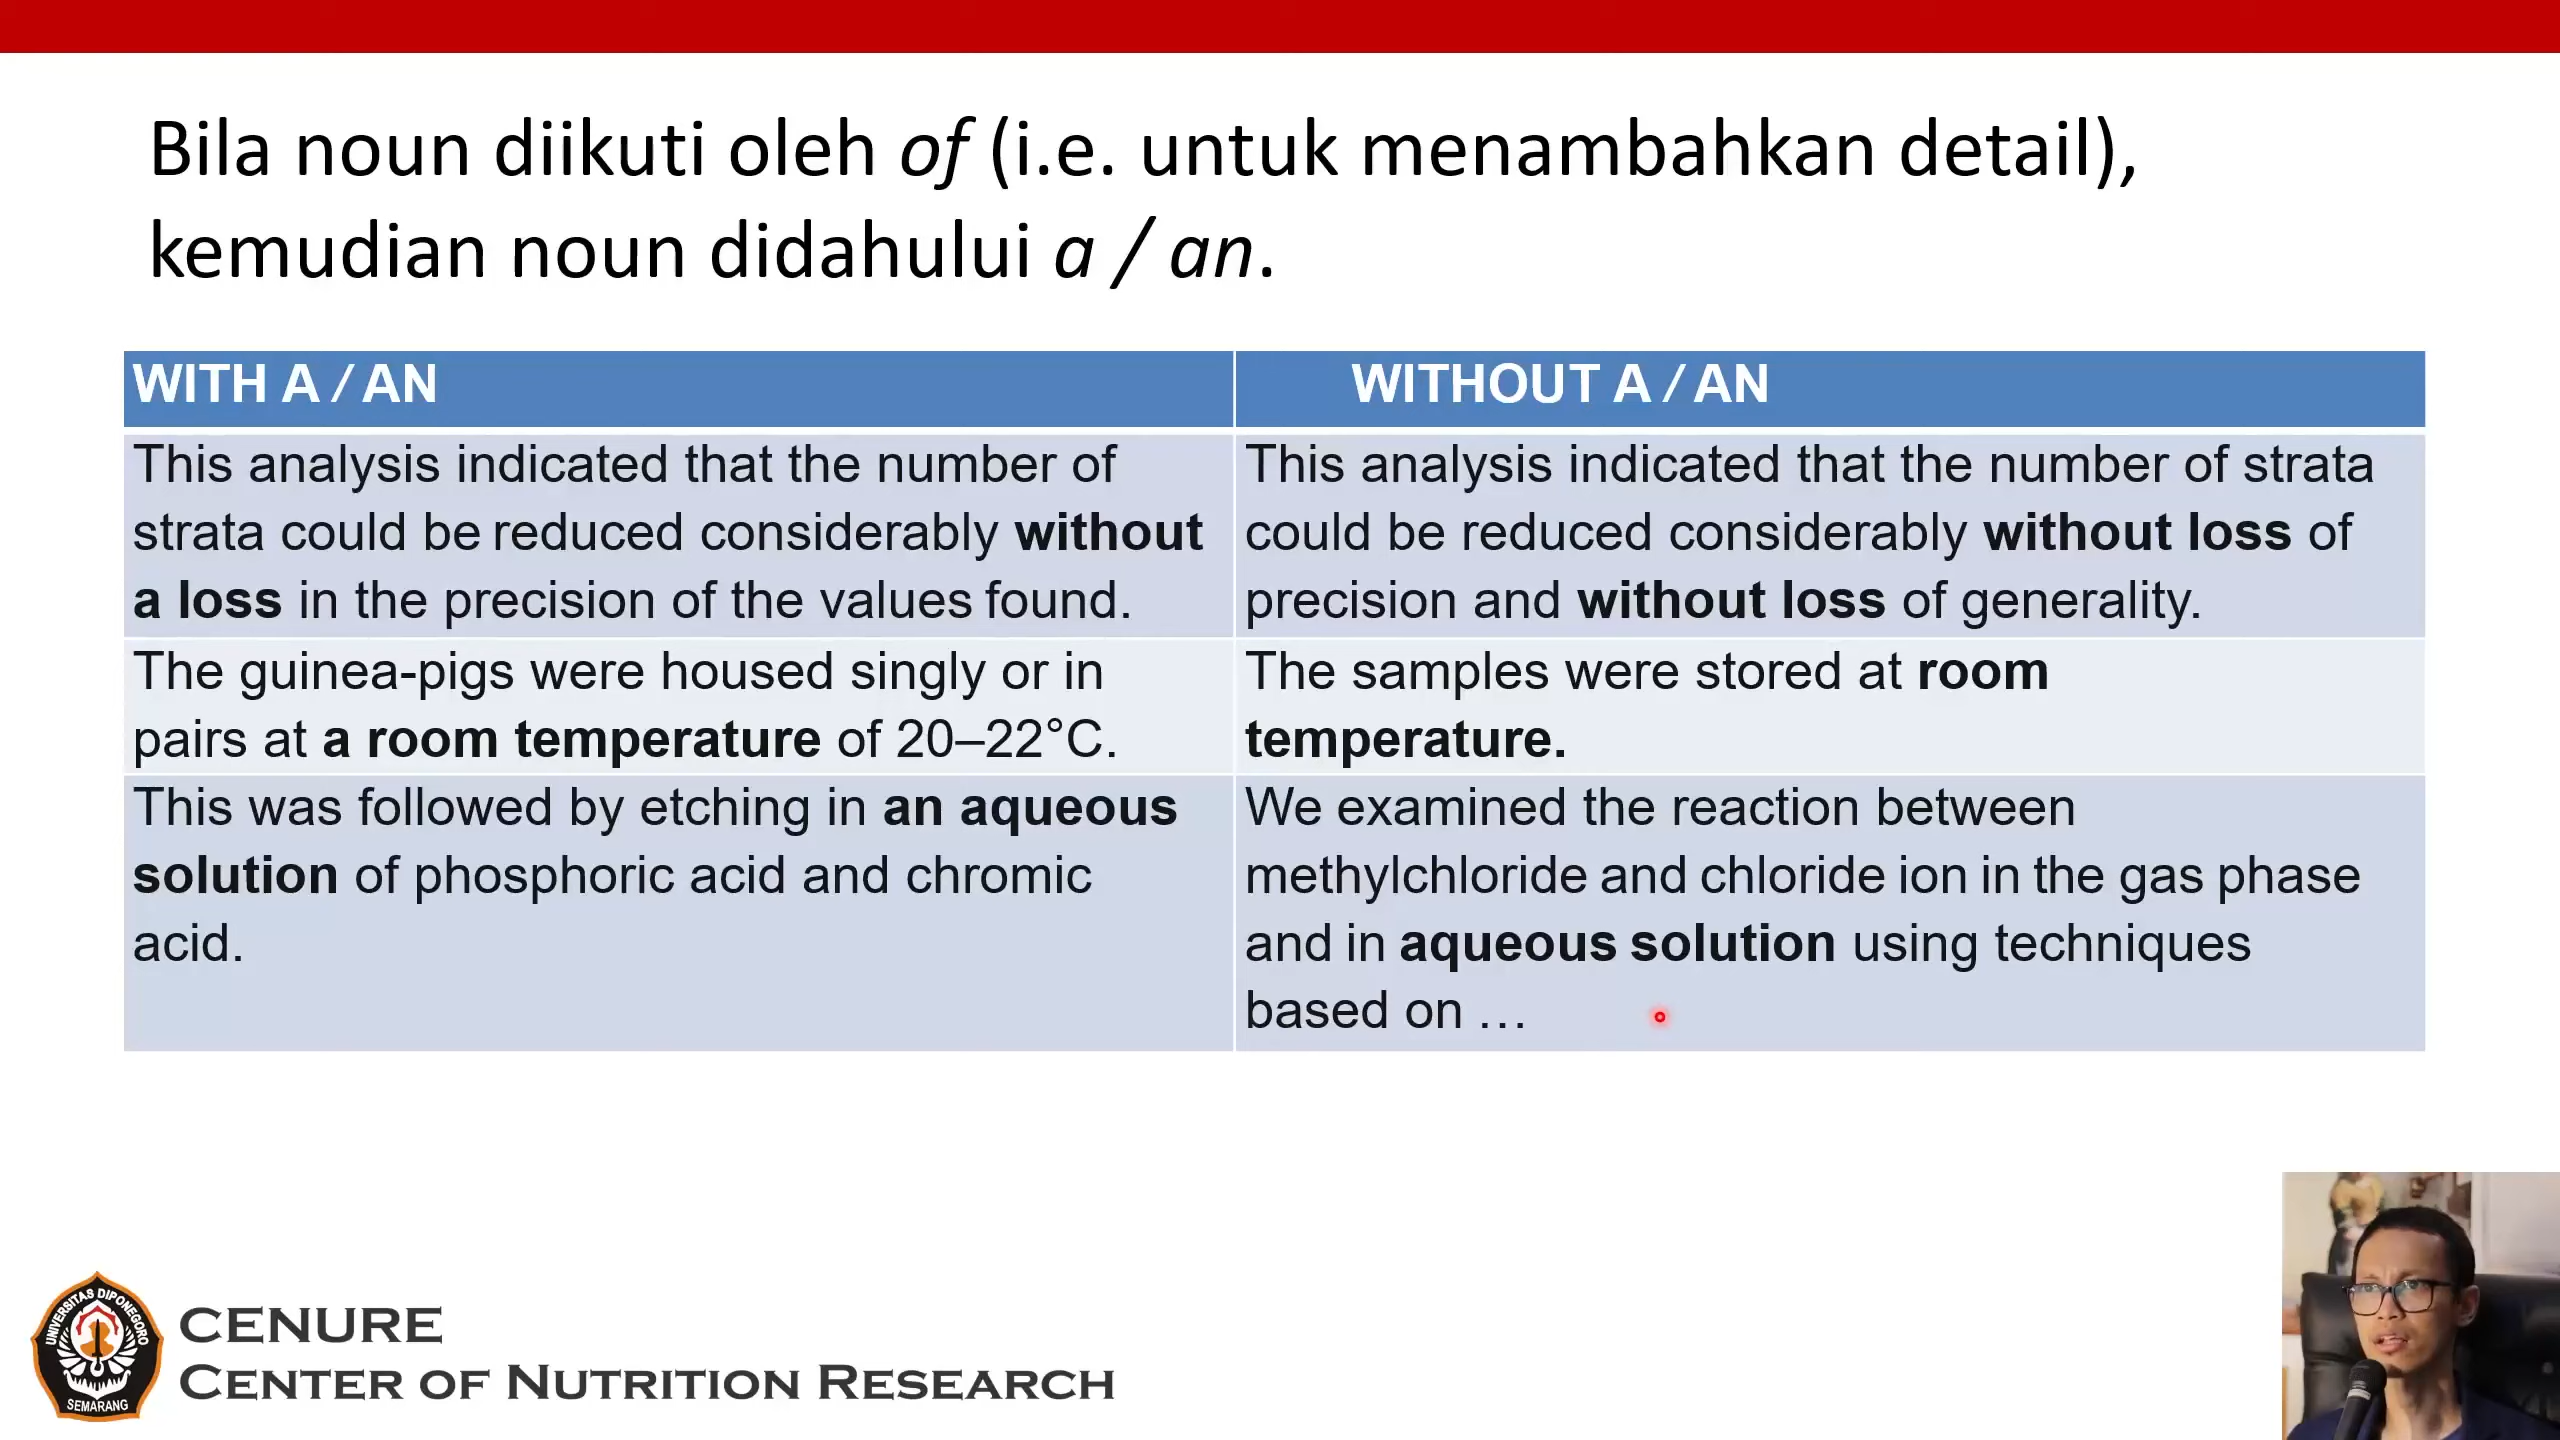 Bila noun diikuti oleh of (i.e. untuk menambahkan detail),
kemudian noun didahului a / an.
WITH A / AN
WITHOUT A / AN
This analysis indicated that the number of
strata could be reduced considerably without
a loss in the precision of the values found.
This analysis indicated that the number of strata
could be reduced considerably without loss of
precision and without loss of generality.
The guinea-pigs were housed singly or in
pairs at a room temperature of 20–22°C.
The samples were stored at room
temperature.
This was followed by etching in an aqueous
solution of phosphoric acid and chromic
acid.
We examined the reaction between
methylchloride and chloride ion in the gas phase
and in aqueous solution using techniques
based on …
UNIVERSITAS DIPONEGORO
SEMARANG
CENURE
CENTER OF NUTRITION RESEARCH